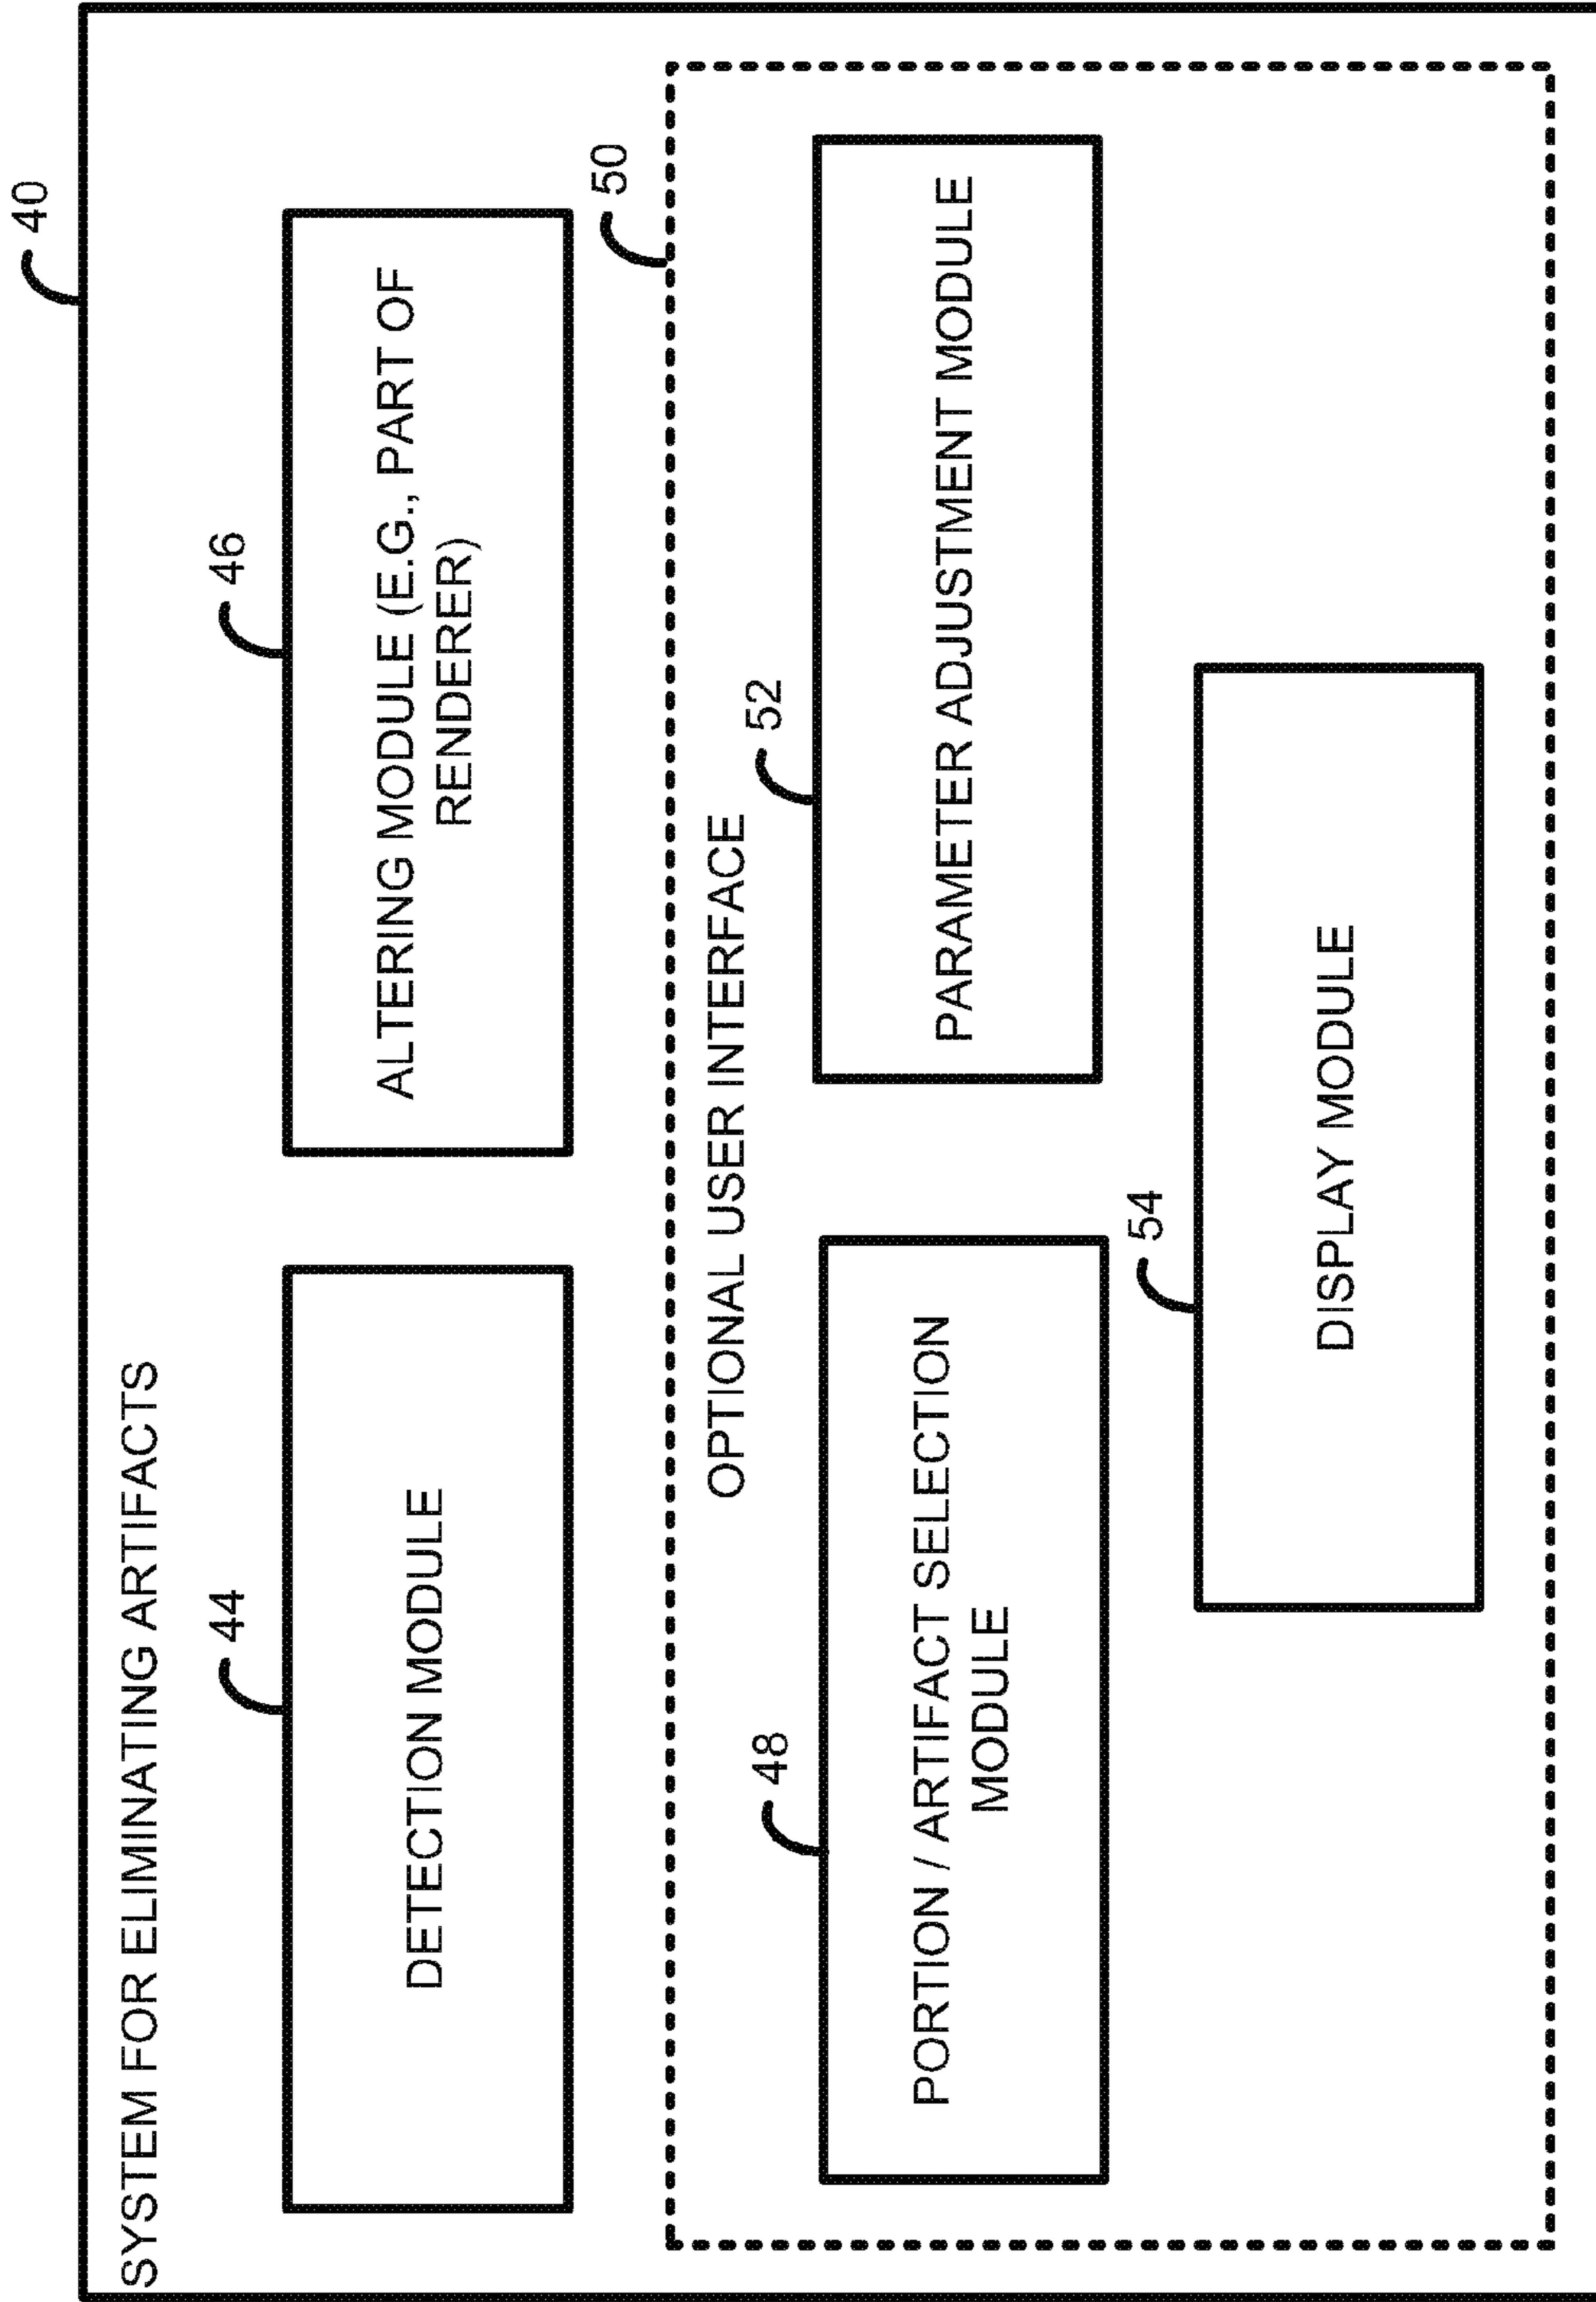 40
SYSTEM FOR ELIMINATING ARTIFACTS
44
46
DETECTION MODULE
ALTERING MODULE (E.G., PART OF
RENDERER)
50
OPTIONAL USER INTERFACE
48
52
PORTION / ARTIFACT SELECTION
MODULE
PARAMETER ADJUSTMENT MODULE
54
DISPLAY MODULE